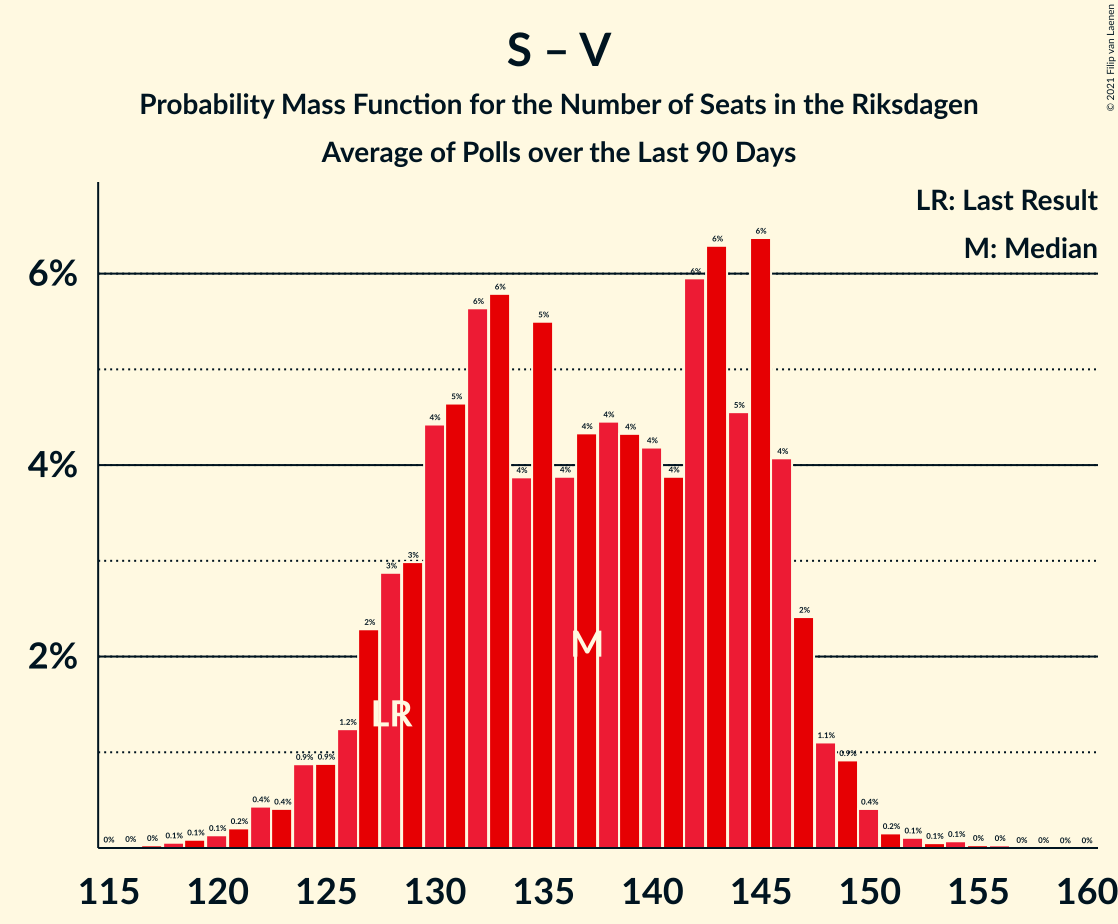 © 2021 Filip van Laenen
S – V
Probability Mass Function for the Number of Seats in the Riksdagen
Average of Polls over the Last 90 Days
LR: Last Result
M: Median
6%
4%
2%
0% 0% 0% 0.1% 0.1% 0.1% 0.2% 0.4% 0.4% 0.9% 0.9% 1.2% 2% 3% 3% 4% 5% 6% 6% 4% 5% 4% 4% 4% 4% 4% 4% 6% 6% 5% 6% 4% 2% 1.1% 0.9% 0.4% 0.2% 0.1% 0.1% 0.1% 0% 0% 0% 0% 0% 0%
M
LR
115 120 125 130 135 140 145 150 155 160